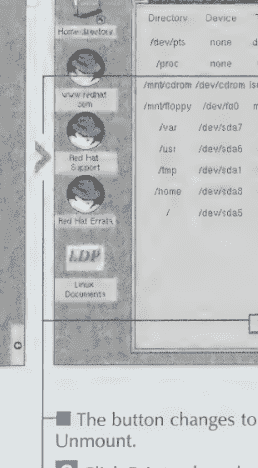 Home directory
www.redhat.com
Red Hat Support
Red Hat Errata
LDP
Linux Documents
Directory Device
/dev/pts none
/proc none
/mnt/cdrom /dev/cdrom
/mnt/floppy /dev/fd0
/var /dev/sda7
/usr /dev/sda6
/tmp /dev/sda1
/home /dev/sda8
/ /dev/sda5
■ The button changes to
Unmount.